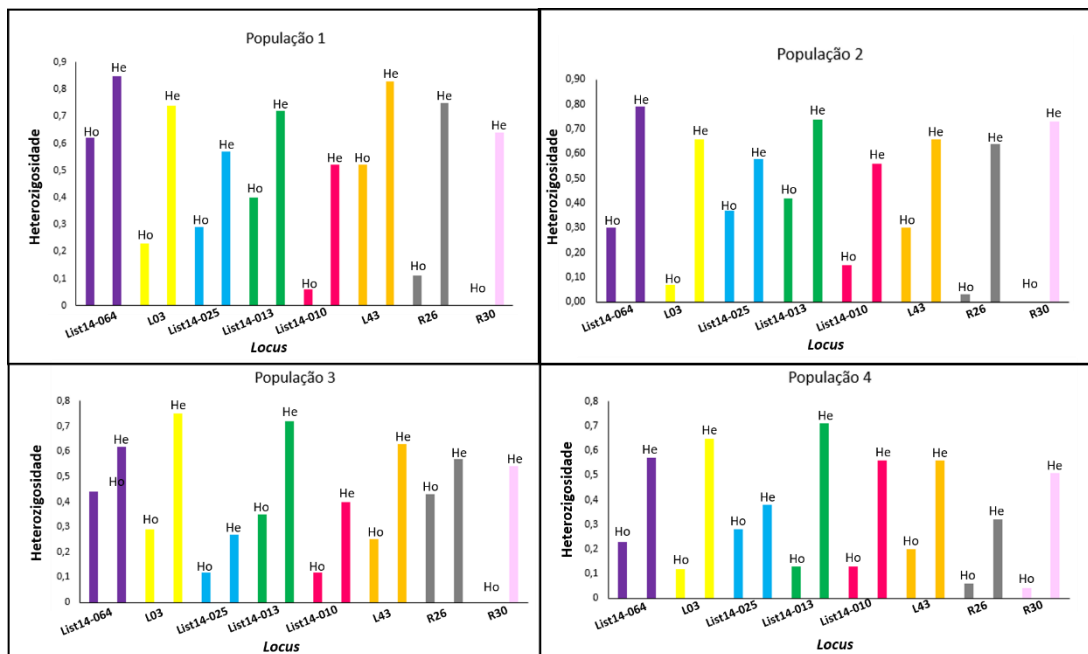 População 1
Heterozigosidade
0,9
0,8
0,7
0,6
0,5
0,4
0,3
0,2
0,1
0
Ho He Ho He Ho He Ho He Ho He Ho He Ho He Ho He
List14-064 L03 List14-025 List14-013 List14-010 L43 R26 R30
Locus
População 2
Heterozigosidade
0,90
0,80
0,70
0,60
0,50
0,40
0,30
0,20
0,10
0,00
Ho He Ho He Ho He Ho He Ho He Ho He Ho He Ho He
List14-064 L03 List14-025 List14-013 List14-010 L43 R26 R30
Locus
População 3
Heterozigosidade
0,8
0,7
0,6
0,5
0,4
0,3
0,2
0,1
0
Ho He Ho He Ho He Ho He Ho He Ho He Ho He Ho He
List14-064 L03 List14-025 List14-013 List14-010 L43 R26 R30
Locus
População 4
Heterozigosidade
0,8
0,7
0,6
0,5
0,4
0,3
0,2
0,1
0
Ho He Ho He Ho He Ho He Ho He Ho He Ho He Ho He
List14-064 L03 List14-025 List14-013 List14-010 L43 R26 R30
Locus